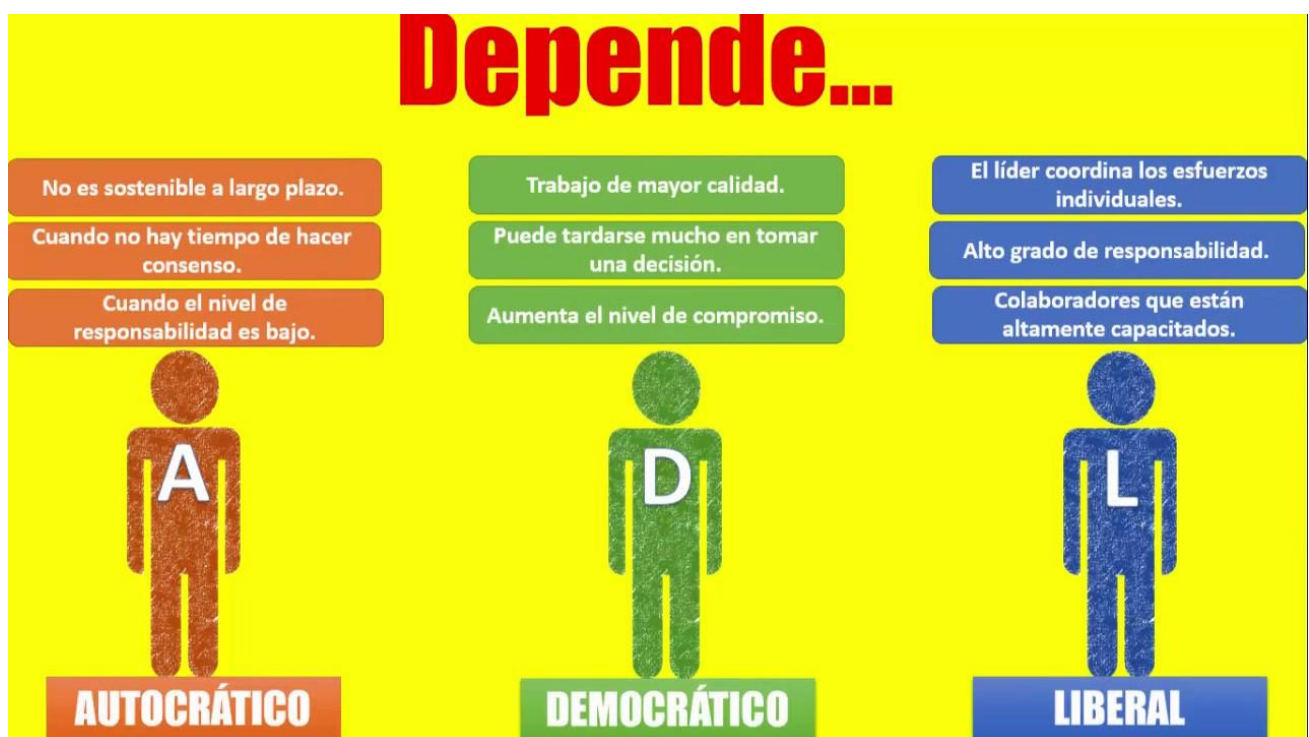 Depende...
No es sostenible a largo plazo.
Cuando no hay tiempo de hacer
consenso.
Cuando el nivel de
responsabilidad es bajo.
A
AUTOCRÁTICO
Trabajo de mayor calidad.
Puede tardarse mucho en tomar
una decisión.
Aumenta el nivel de compromiso.
D
DEMOCRÁTICO
El líder coordina los esfuerzos
individuales.
Alto grado de responsabilidad.
Colaboradores que están
altamente capacitados.
L
LIBERAL